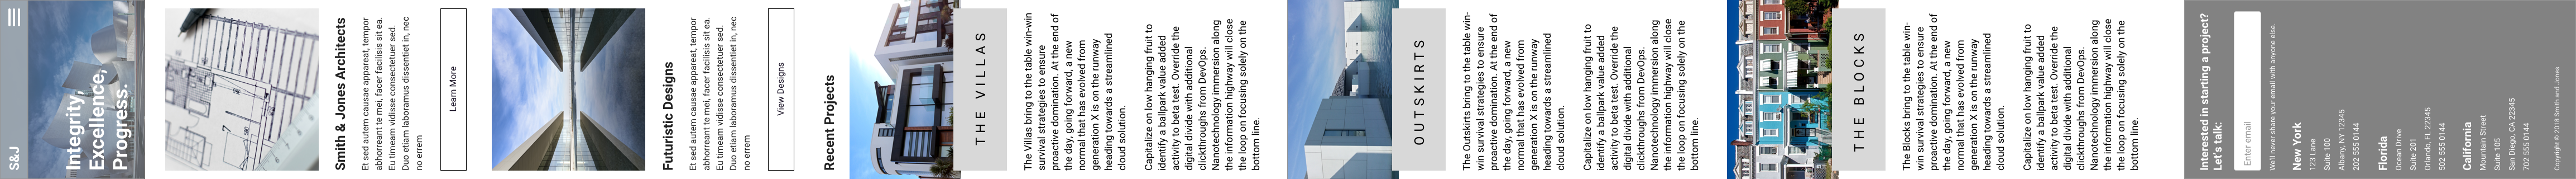 S&J
Integrity,
Excellence,
Progress.
Smith & Jones Architects
Et sed autem causae appareat, tempor
abhorreant te mei, facer facilisis sit ea.
Eu timeam vidisse consectetuer sed.
Duo etiam laboramus dissentiet in, nec
no errem
Learn More
Futuristic Designs
Et sed autem causae appareat, tempor
abhorreant te mei, facer facilisis sit ea.
Eu timeam vidisse consectetuer sed.
Duo etiam laboramus dissentiet in, nec
no errem
View Designs
Recent Projects
THE VILLAS
The Villas bring to the table win-win
survival strategies to ensure
proactive domination. At the end of
the day, going forward, a new
normal that has evolved from
generation X is on the runway
heading towards a streamlined
cloud solution.
Capitalize on low hanging fruit to
identify a ballpark value added
activity to beta test. Override the
digital divide with additional
clickthroughs from DevOps.
Nanotechnology immersion along
the information highway will close
the loop on focusing solely on the
bottom line.
OUTSKIRTS
The Outskirts bring to the table win-
win survival strategies to ensure
proactive domination. At the end of
the day, going forward, a new
normal that has evolved from
generation X is on the runway
heading towards a streamlined
cloud solution.
Capitalize on low hanging fruit to
identify a ballpark value added
activity to beta test. Override the
digital divide with additional
clickthroughs from DevOps.
Nanotechnology immersion along
the information highway will close
the loop on focusing solely on the
bottom line.
THE BLOCKS
The Blocks bring to the table win-
win survival strategies to ensure
proactive domination. At the end of
the day, going forward, a new
normal that has evolved from
generation X is on the runway
heading towards a streamlined
cloud solution.
Capitalize on low hanging fruit to
identify a ballpark value added
activity to beta test. Override the
digital divide with additional
clickthroughs from DevOps.
Nanotechnology immersion along
the information highway will close
the loop on focusing solely on the
bottom line.
Interested in starting a project?
Let's talk:
Enter email
We'll never share your email with anyone else.
New York
123 Lane
Suite 100
Albany, NY 12345
202 555 0144
Florida
Ocean Drive
Suite 201
Orlando, FL 22345
502 555 0144
California
Mountain Street
Suite 105
San Diego, CA 22345
702 555 0144
Copyright © 2018 Smith and Jones